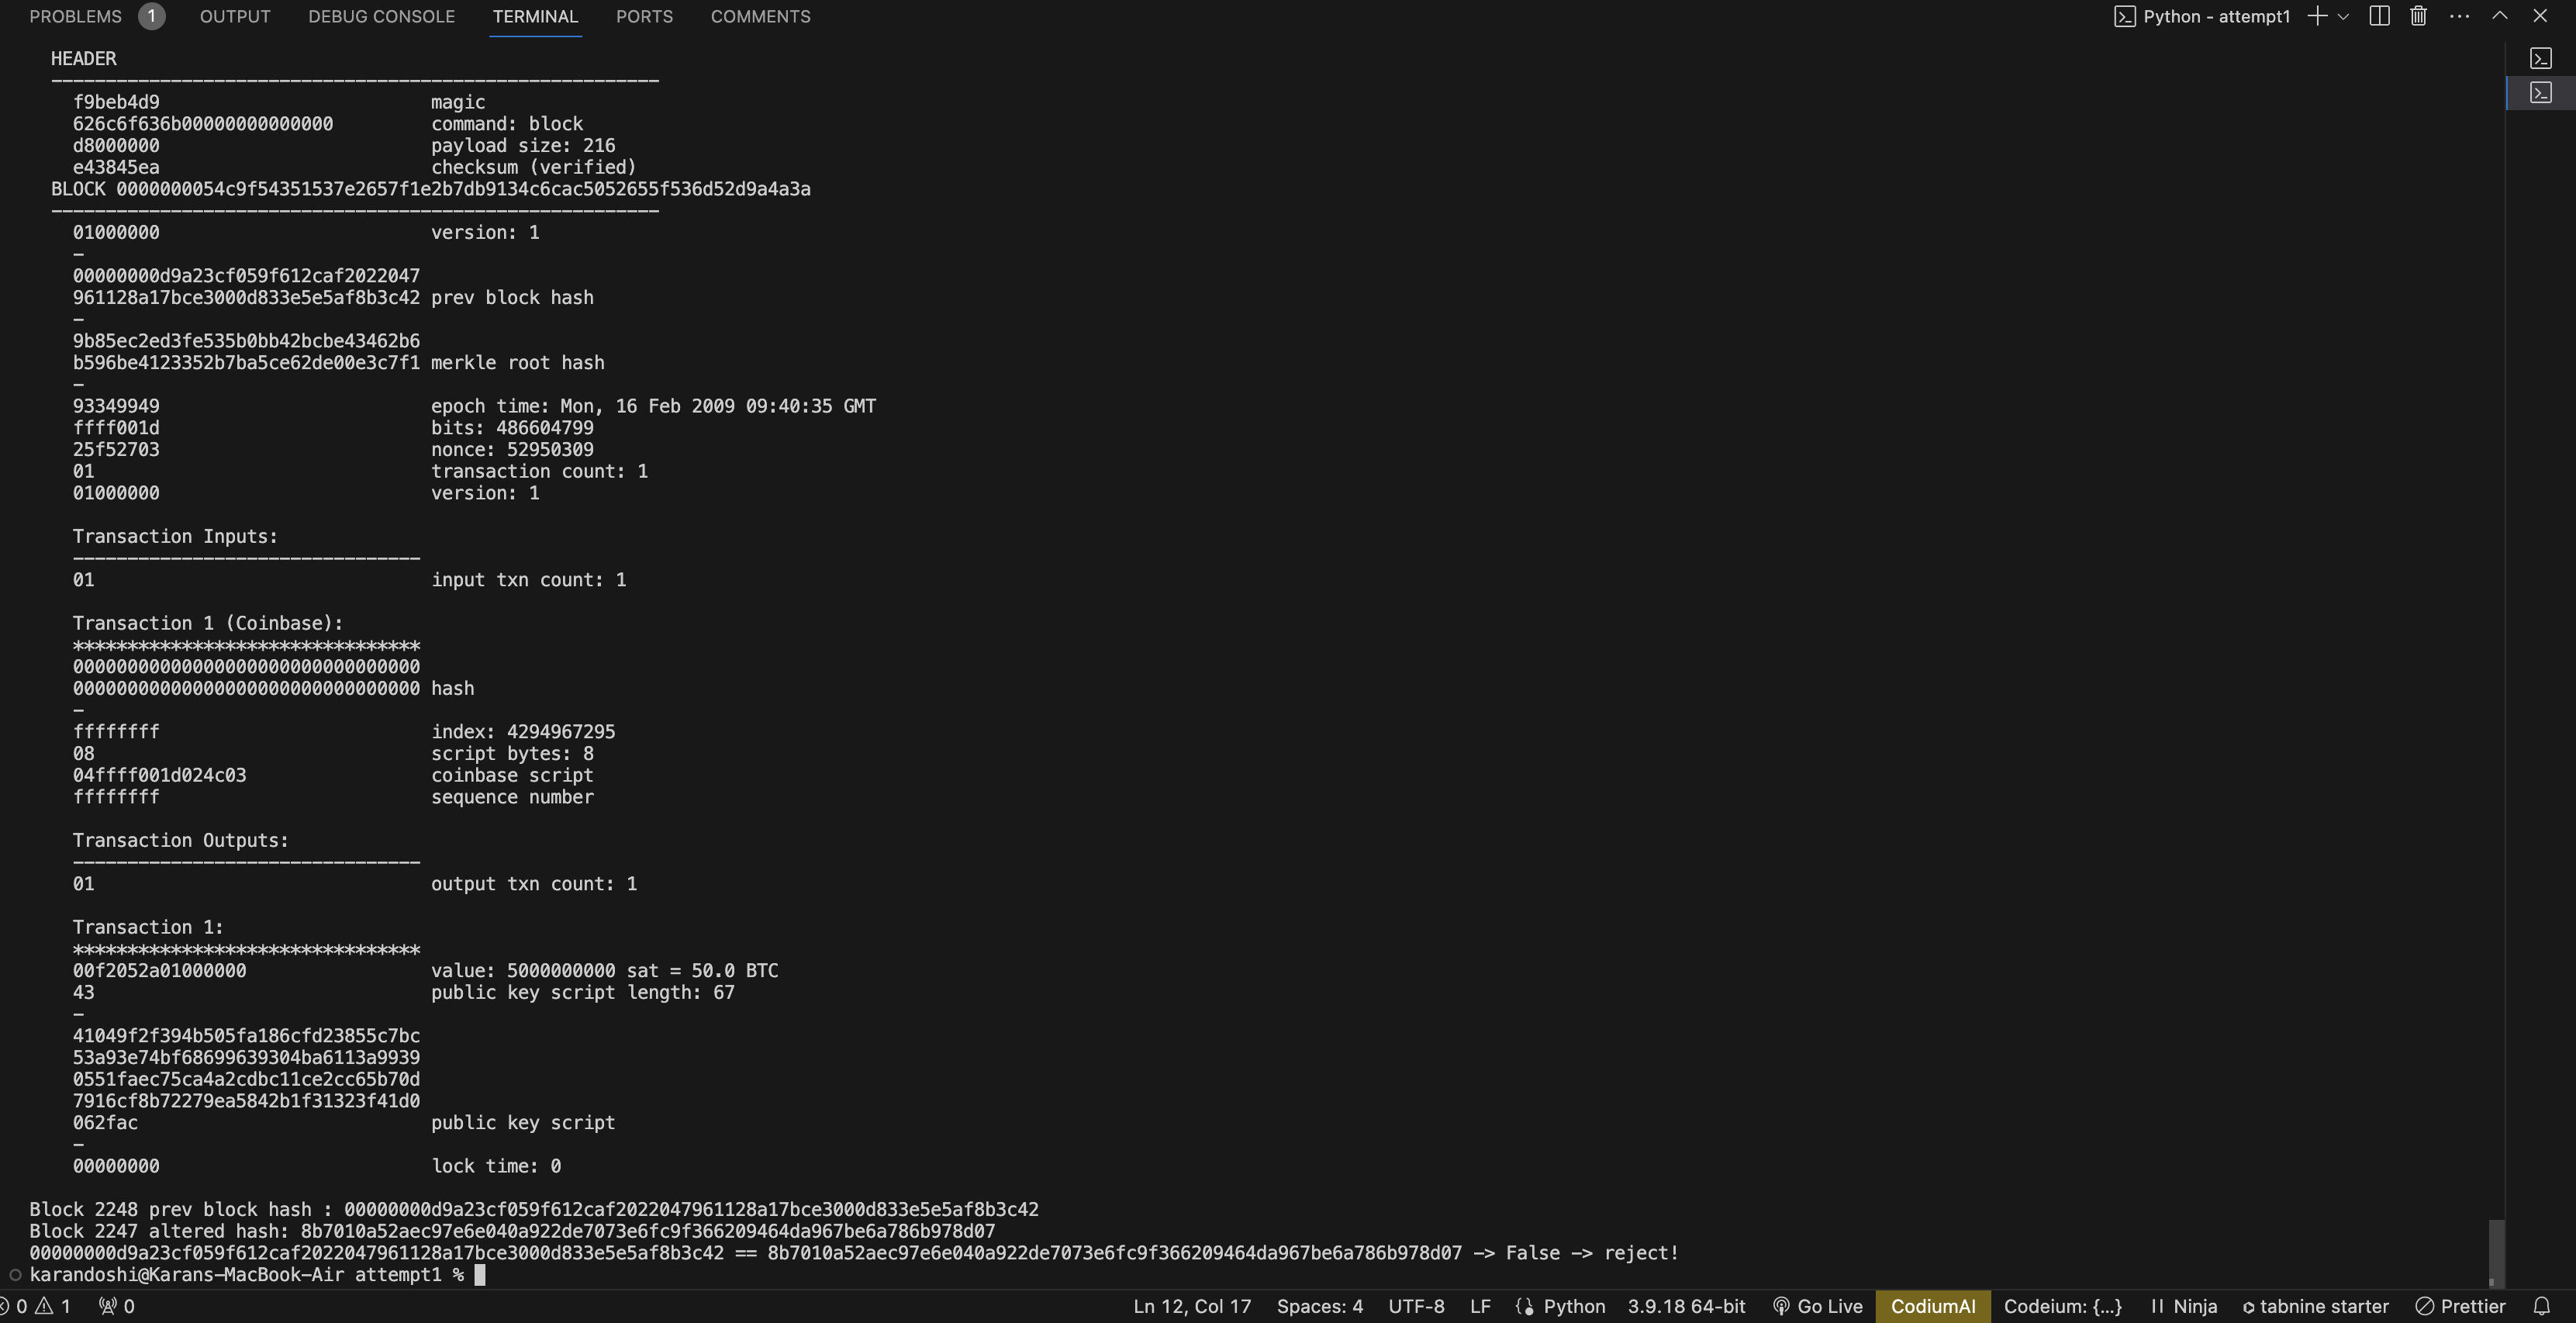 PROBLEMS 1 OUTPUT DEBUG CONSOLE TERMINAL PORTS COMMENTS Python - attempt1
HEADER
--------------------------------------------------------
f9beb4d9 magic
626c6f636b00000000000000 command: block
d8000000 payload size: 216
e43845ea checksum (verified)
BLOCK 0000000054c9f54351537e2657f1e2b7db9134c6cac5052655f536d52d9a4a3a
--------------------------------------------------------
01000000 version: 1
-
00000000d9a23cf059f612caf2022047
961128a17bce3000d833e5e5af8b3c42 prev block hash
-
9b85ec2ed3fe535b0bb42bcbe43462b6
b596be4123352b7ba5ce62de00e3c7f1 merkle root hash
-
93349949 epoch time: Mon, 16 Feb 2009 09:40:35 GMT
ffff001d bits: 486604799
25f52703 nonce: 52950309
01 transaction count: 1
01000000 version: 1
Transaction Inputs:
--------------------------------
01 input txn count: 1
Transaction 1 (Coinbase):
********************************
00000000000000000000000000000000
00000000000000000000000000000000 hash
-
ffffffff index: 4294967295
08 script bytes: 8
04ffff001d024c03 coinbase script
ffffffff sequence number
Transaction Outputs:
--------------------------------
01 output txn count: 1
Transaction 1:
********************************
00f2052a01000000 value: 5000000000 sat = 50.0 BTC
43 public key script length: 67
-
41049f2f394b505fa186cfd23855c7bc
53a93e74bf68699639304ba6113a9939
0551faec75ca4a2cdbc11ce2cc65b70d
7916cf8b72279ea5842b1f31323f41d0
062fac public key script
-
00000000 lock time: 0
Block 2248 prev block hash : 00000000d9a23cf059f612caf2022047961128a17bce3000d833e5e5af8b3c42
Block 2247 altered hash: 8b7010a52aec97e6e040a922de7073e6fc9f366209464da967be6a786b978d07
00000000d9a23cf059f612caf2022047961128a17bce3000d833e5e5af8b3c42 == 8b7010a52aec97e6e040a922de7073e6fc9f366209464da967be6a786b978d07 -> False -> reject!
karandoshi@Karans-MacBook-Air attempt1 %
0 1 0 Ln 12, Col 17 Spaces: 4 UTF-8 LF Python 3.9.18 64-bit Go Live CodiumAI Codeium: {...} Ninja tabnine starter Prettier